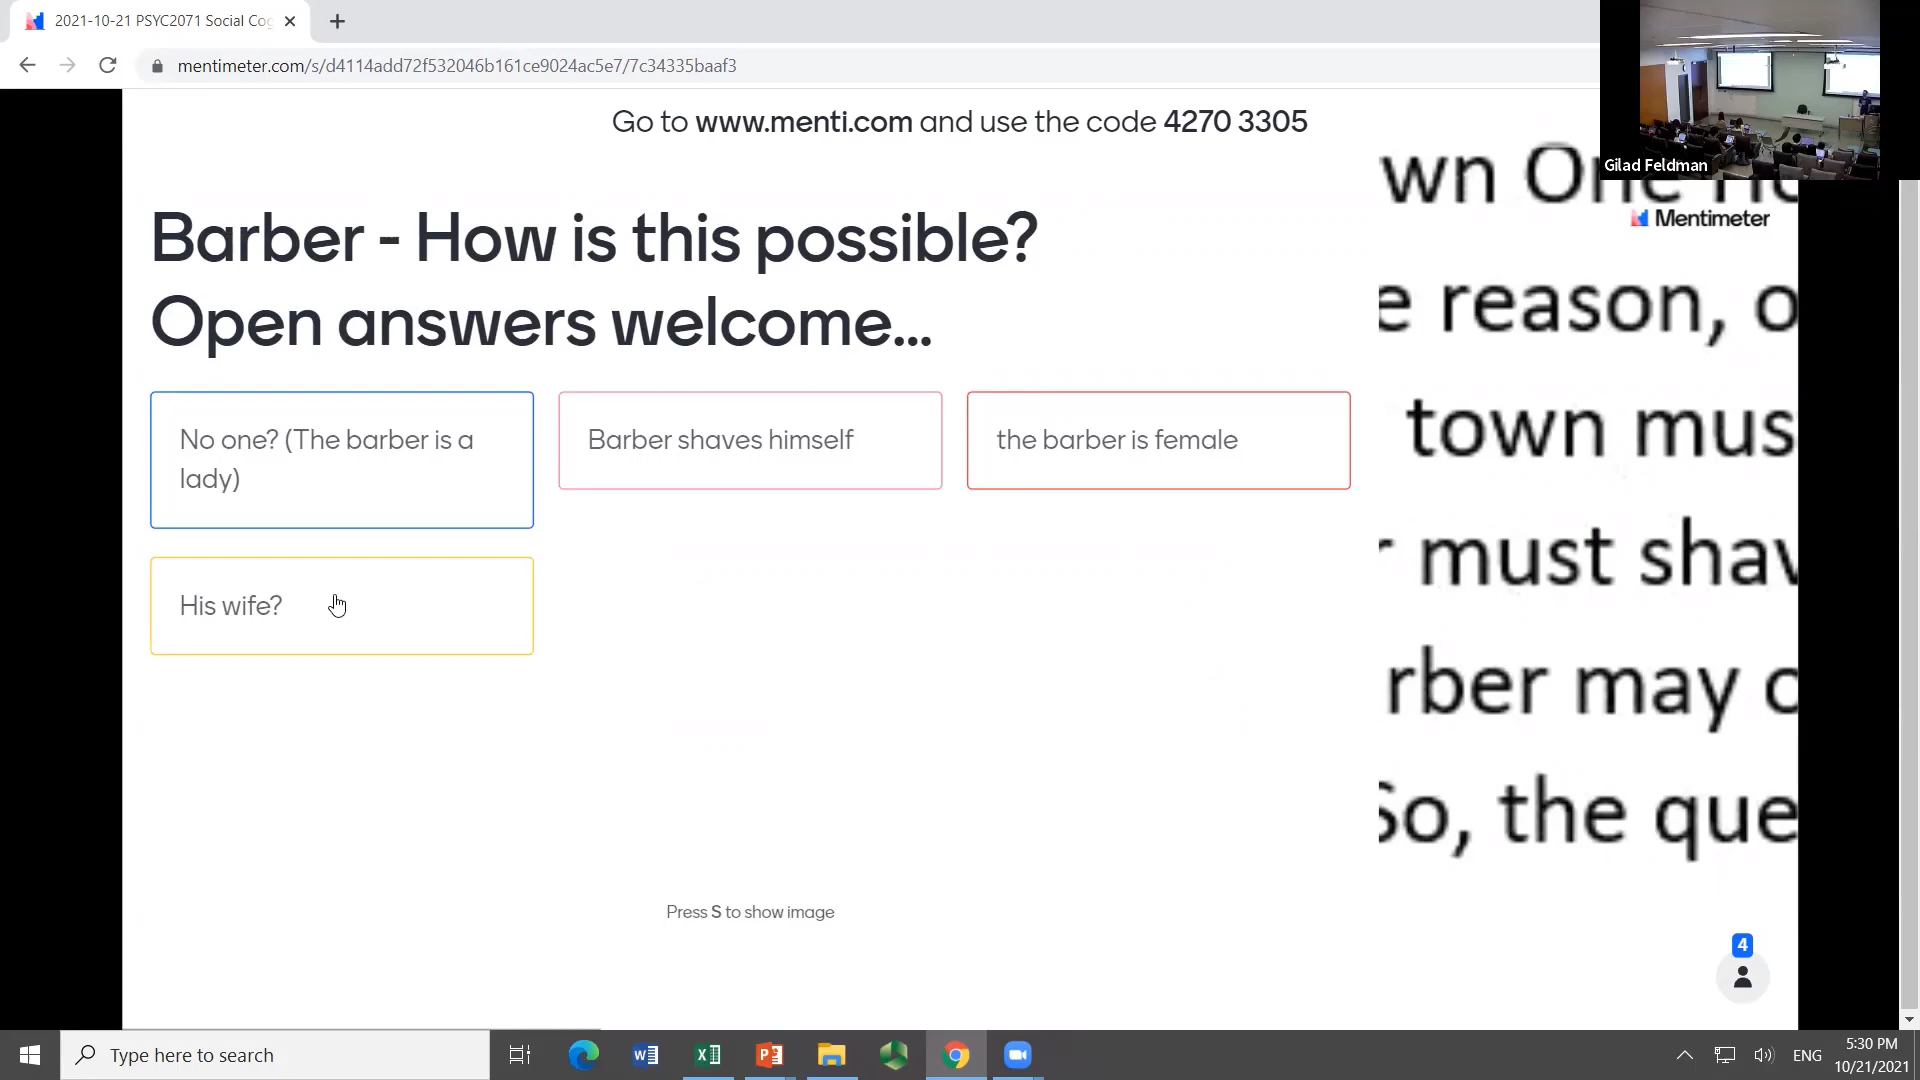 2021-10-21 PSYC2071 Social Cog
mentimeter.com/s/d4114add72f532046b161ce9024ac5e7/7c34335baaf3
Gilad Feldman
Go to www.menti.com and use the code 4270 3305
Mentimeter
Barber - How is this possible?
Open answers welcome...
No one? (The barber is a
lady)
Barber shaves himself
the barber is female
His wife?
wn One
e reason, o
town mus
r must shav
rber may
So, the que
Press S to show image
4
Type here to search
ENG
5:30 PM
10/21/2021